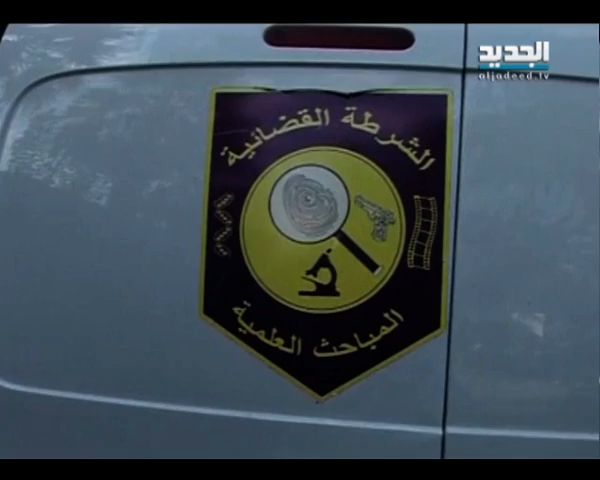 الجديد
aljadeed.tv
الشرطة القضائية
المباحث العلمية